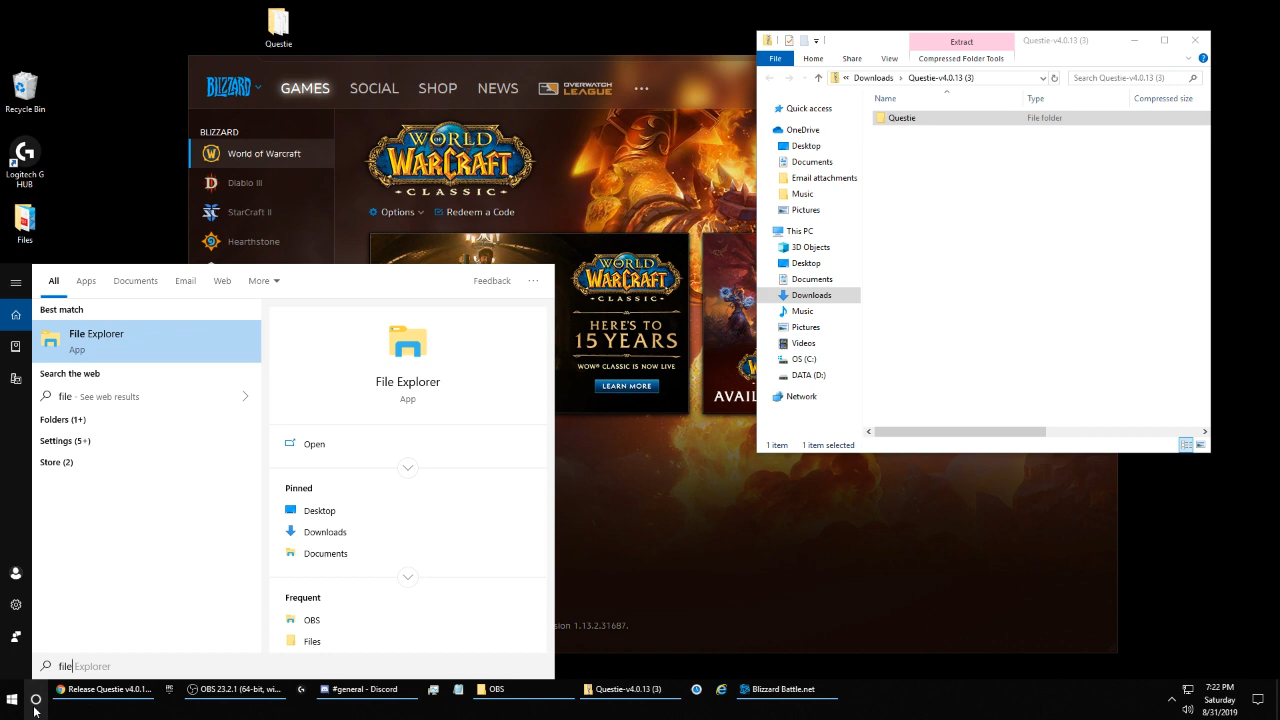 Questie
Recycle Bin
Logitech G
HUB
Files
BLIZZARD
GAMES
SOCIAL
SHOP
NEWS
OVERWATCH
LEAGUE
BLIZZARD
World of Warcraft
Diablo III
StarCraft II
Hearthstone
WORLD
OF
WARCRAFT
CLASSIC
Options
Redeem a Code
WORLD
OF
WARCRAFT
CLASSIC
HERE'S TO
15 YEARS
WOW® CLASSIC IS NOW LIVE
LEARN MORE
AVAIL
sion 1.13.2.31687.
Extract
Questie-v4.0.13 (3)
File
Home
Share
View
Compressed Folder Tools
«
Downloads
Questie-v4.0.13 (3)
Search Questie-v4.0.13 (3)
Name
Type
Compressed size
Questie
File folder
Quick access
OneDrive
Desktop
Documents
Email attachments
Music
Pictures
This PC
3D Objects
Desktop
Documents
Downloads
Music
Pictures
Videos
OS (C:)
DATA (D:)
Network
1 item
1 item selected
All
Apps
Documents
Email
Web
More
Feedback
Best match
File Explorer
App
Search the web
file - See web results
Folders (1+)
Settings (5+)
Store (2)
File Explorer
App
Open
Pinned
Desktop
Downloads
Documents
Frequent
OBS
Files
file Explorer
Release Questie v4.0.1...
OBS 23.2.1 (64-bit, wi...
#general - Discord
OBS
Questie-v4.0.13 (3)
Blizzard Battle.net
7:22 PM
Saturday
8/31/2019